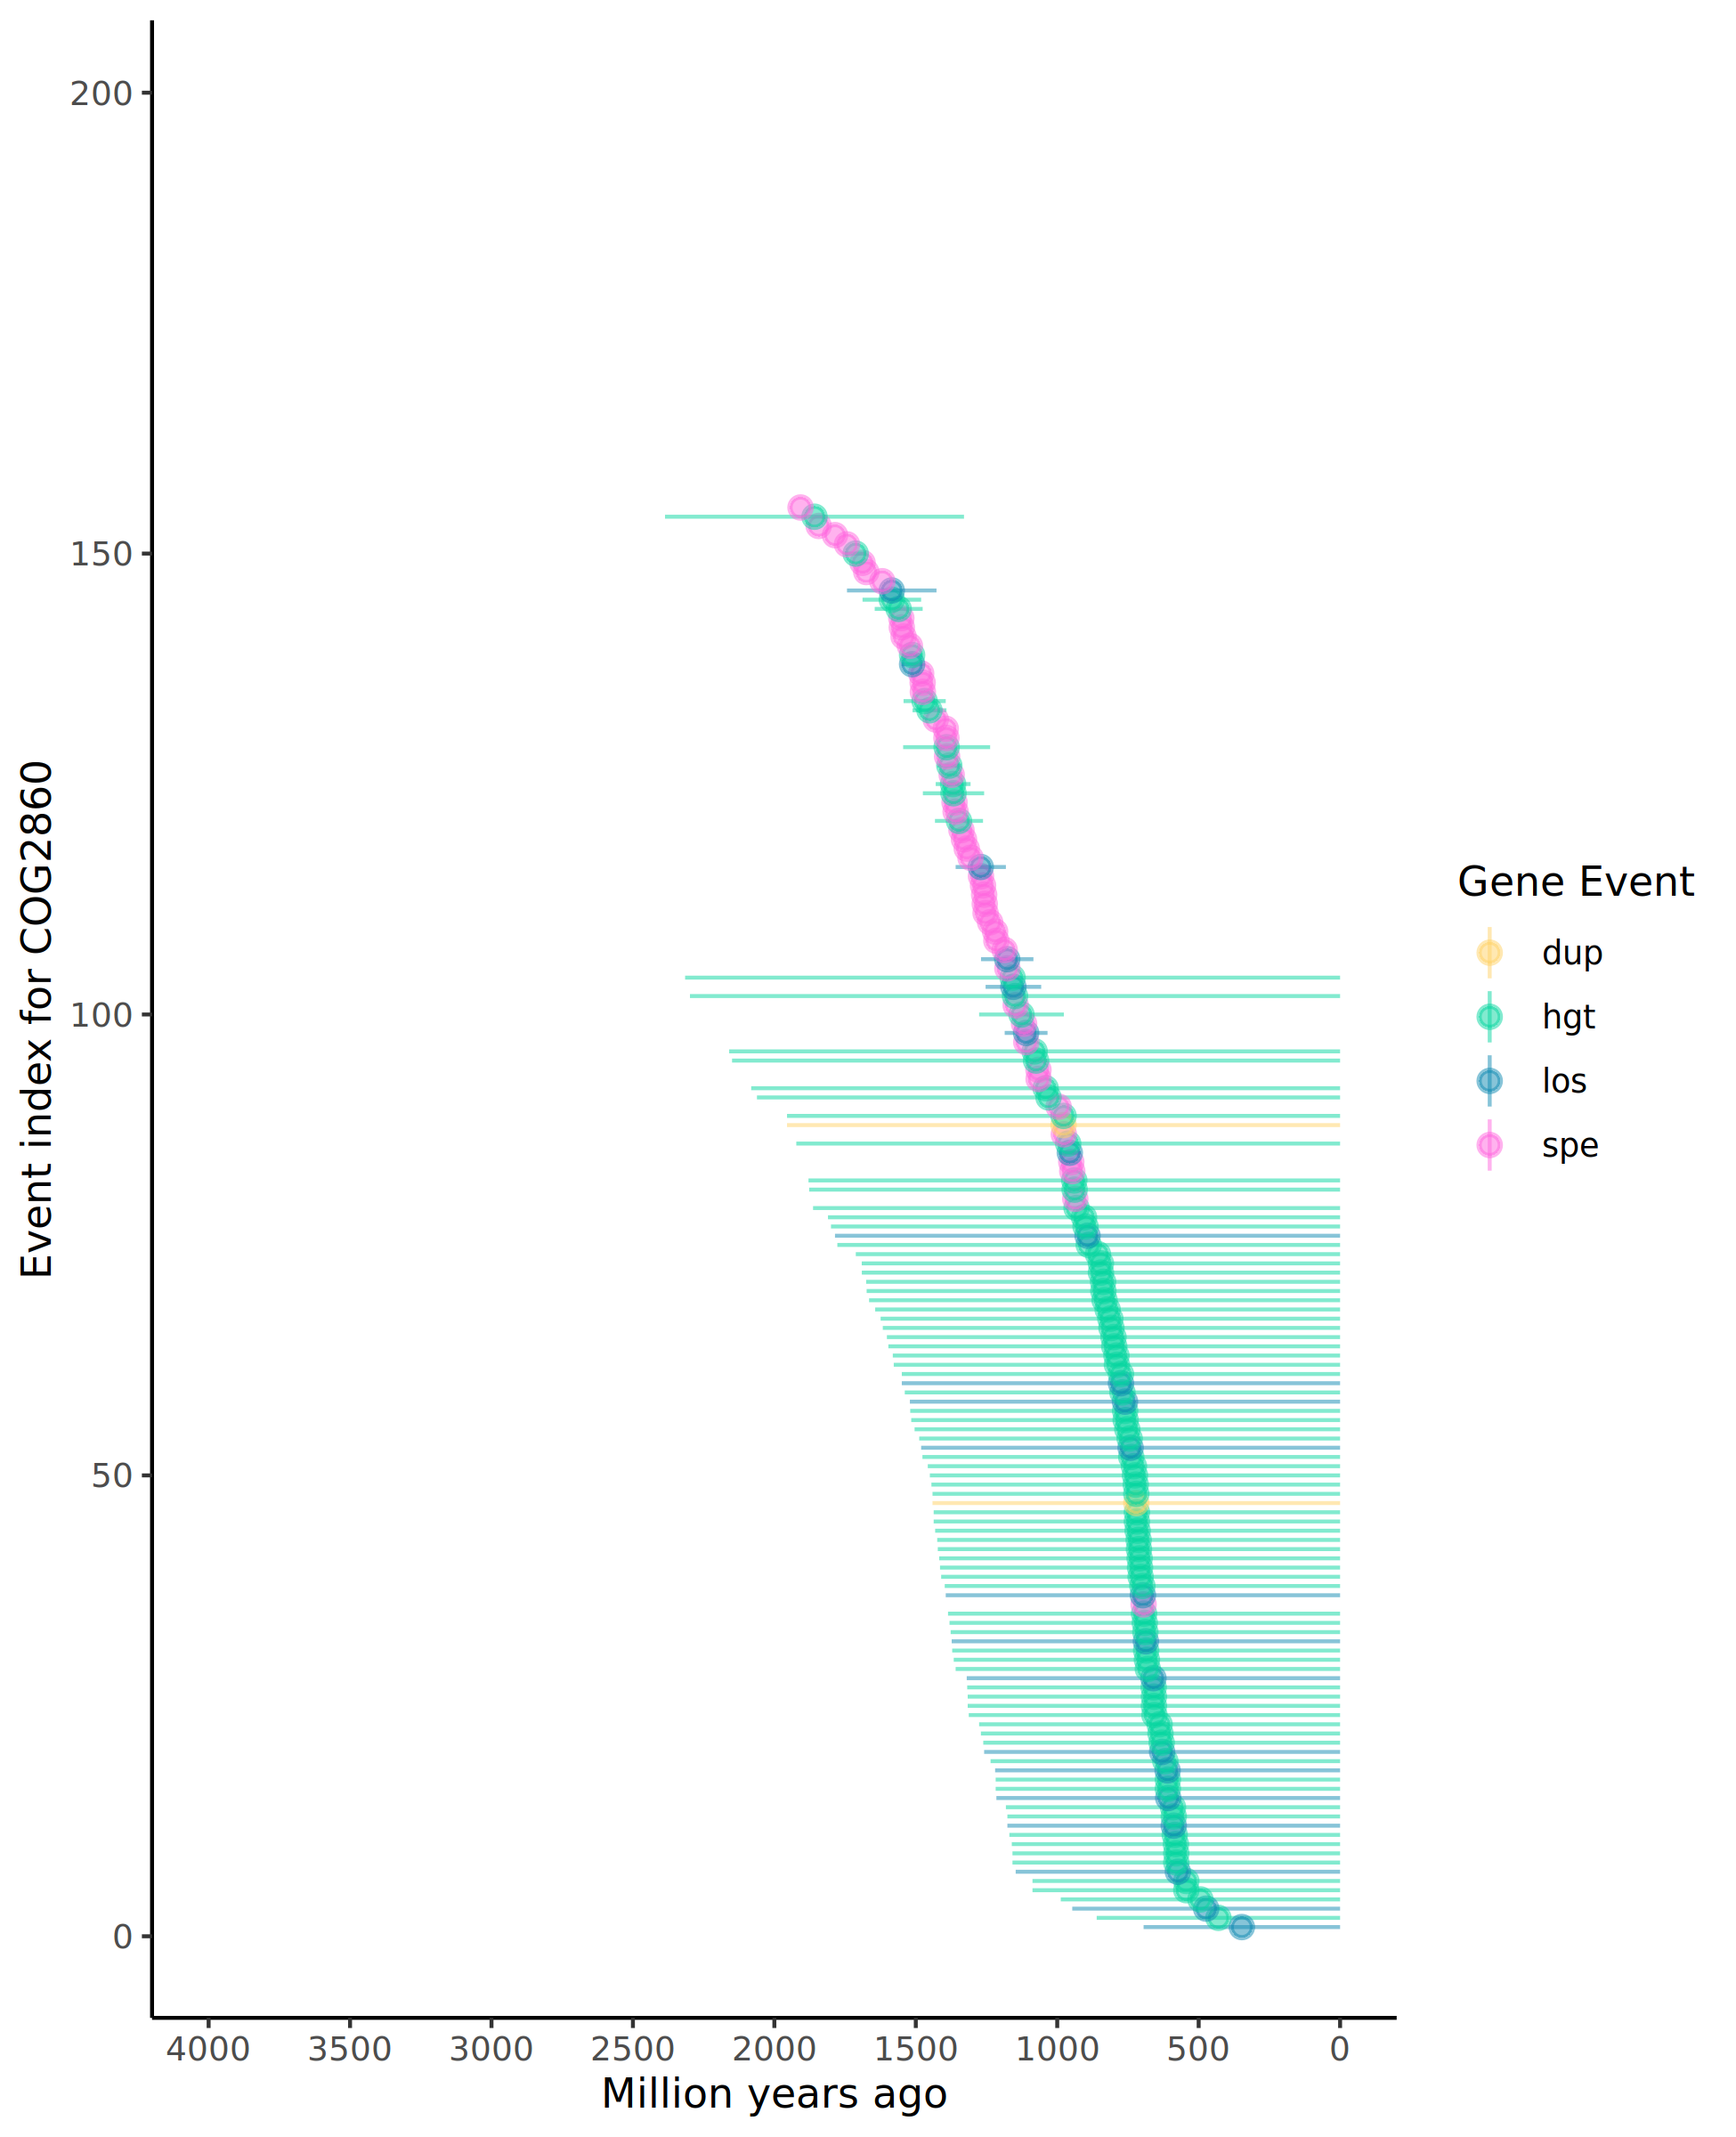 200
150
100
50
0
Event index for COG2860
4000 3500 3000 2500 2000 1500 1000 500 0
Million years ago
Gene Event
dup
hgt
los
spe